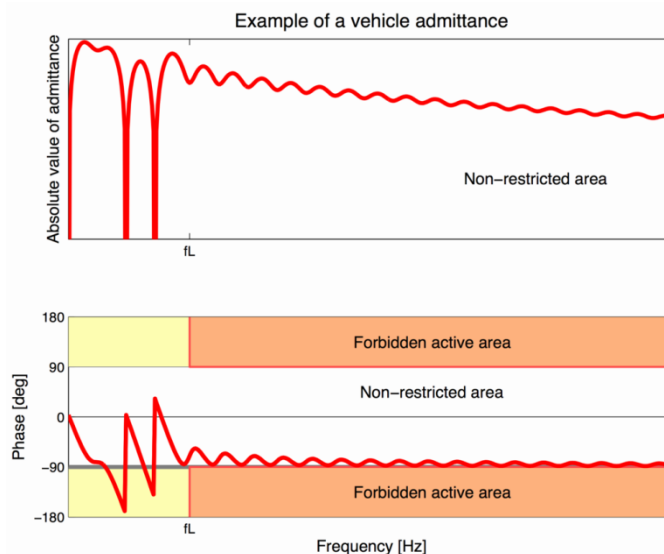 Example of a vehicle admittance
Absolute value of admittance
Non-restricted area
fL
180
90
0
-90
-180
Phase [deg]
Forbidden active area
Non-restricted area
Forbidden active area
fL
Frequency [Hz]